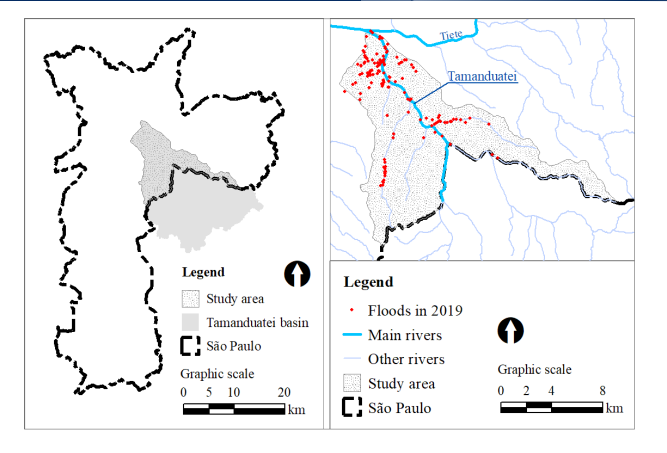 Legend
Study area
Tamanduatei basin
São Paulo
Graphic scale
0 5 10 20
km
Tiete
Tamanduatei
Legend
Floods in 2019
Main rivers
Other rivers
Study area
São Paulo
Graphic scale
0 2 4 8
km